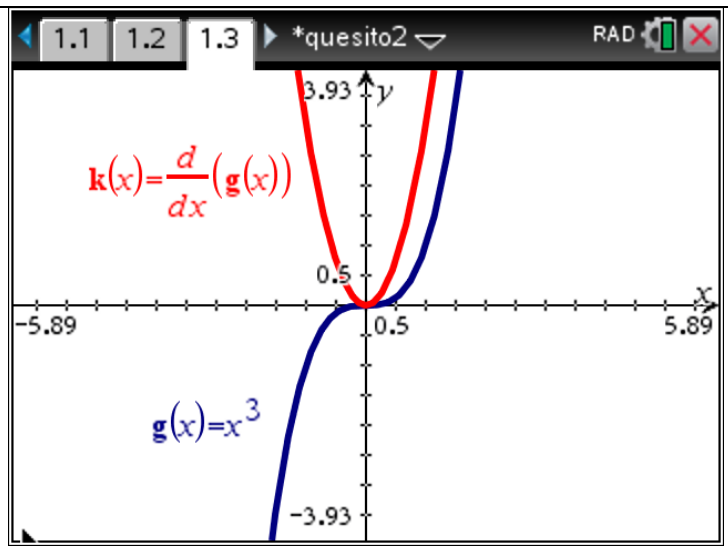 1.1 1.2 1.3 *quesito2 RAD
3.93 y
k(x)=d/dx(g(x))
0.5 x
-5.89 0.5 5.89
g(x)=x³
-3.93